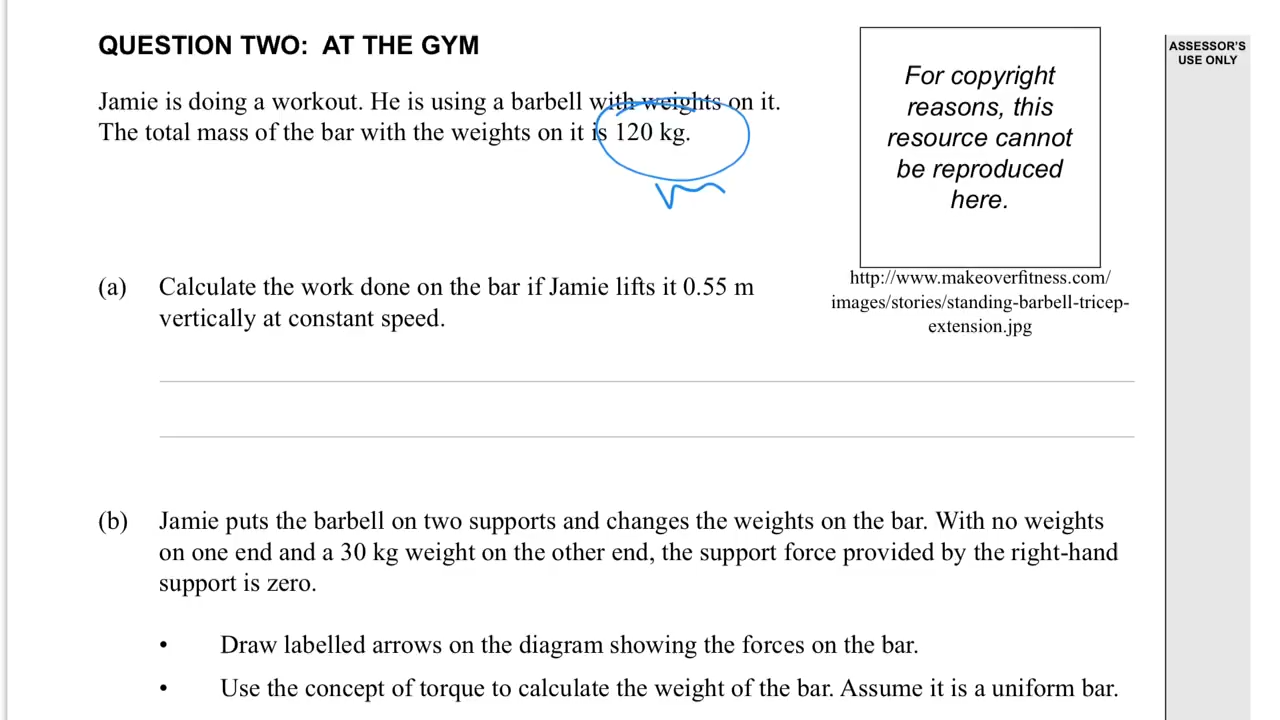 QUESTION TWO: AT THE GYM
ASSESSOR'S
USE ONLY
Jamie is doing a workout. He is using a barbell with weights on it.
The total mass of the bar with the weights on it is 120 kg.
For copyright
reasons, this
resource cannot
be reproduced
here.
http://www.makeoverfitness.com/
images/stories/standing-barbell-tricep-
extension.jpg
(a) Calculate the work done on the bar if Jamie lifts it 0.55 m
vertically at constant speed.
(b) Jamie puts the barbell on two supports and changes the weights on the bar. With no weights
on one end and a 30 kg weight on the other end, the support force provided by the right-hand
support is zero.
• Draw labelled arrows on the diagram showing the forces on the bar.
• Use the concept of torque to calculate the weight of the bar. Assume it is a uniform bar.